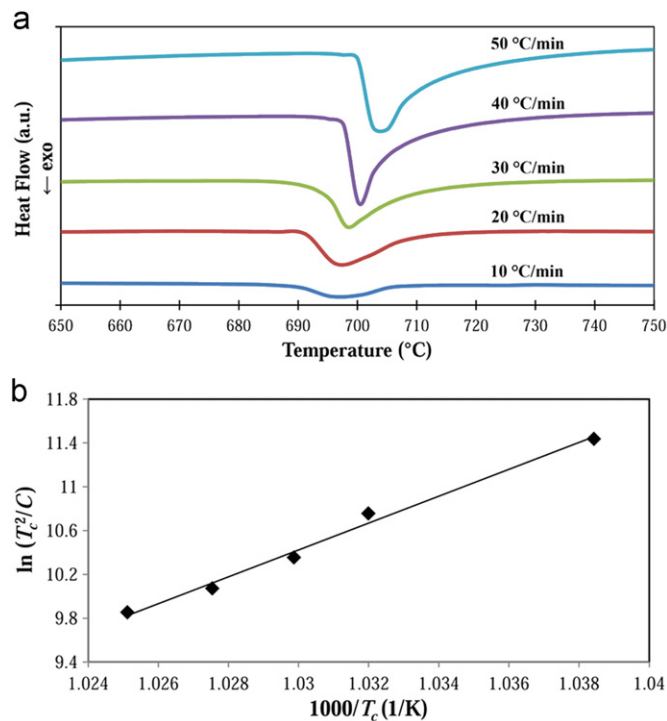 a
50 °C/min
40 °C/min
30 °C/min
20 °C/min
10 °C/min
Heat Flow (a.u.)
← exo
650 660 670 680 690 700 710 720 730 740 750
Temperature (°C)
b
11.8
11.4
11
10.6
10.2
9.8
9.4
ln (Tc²/C)
1.024 1.026 1.028 1.03 1.032 1.034 1.036 1.038 1.04
1000/Tc (1/K)